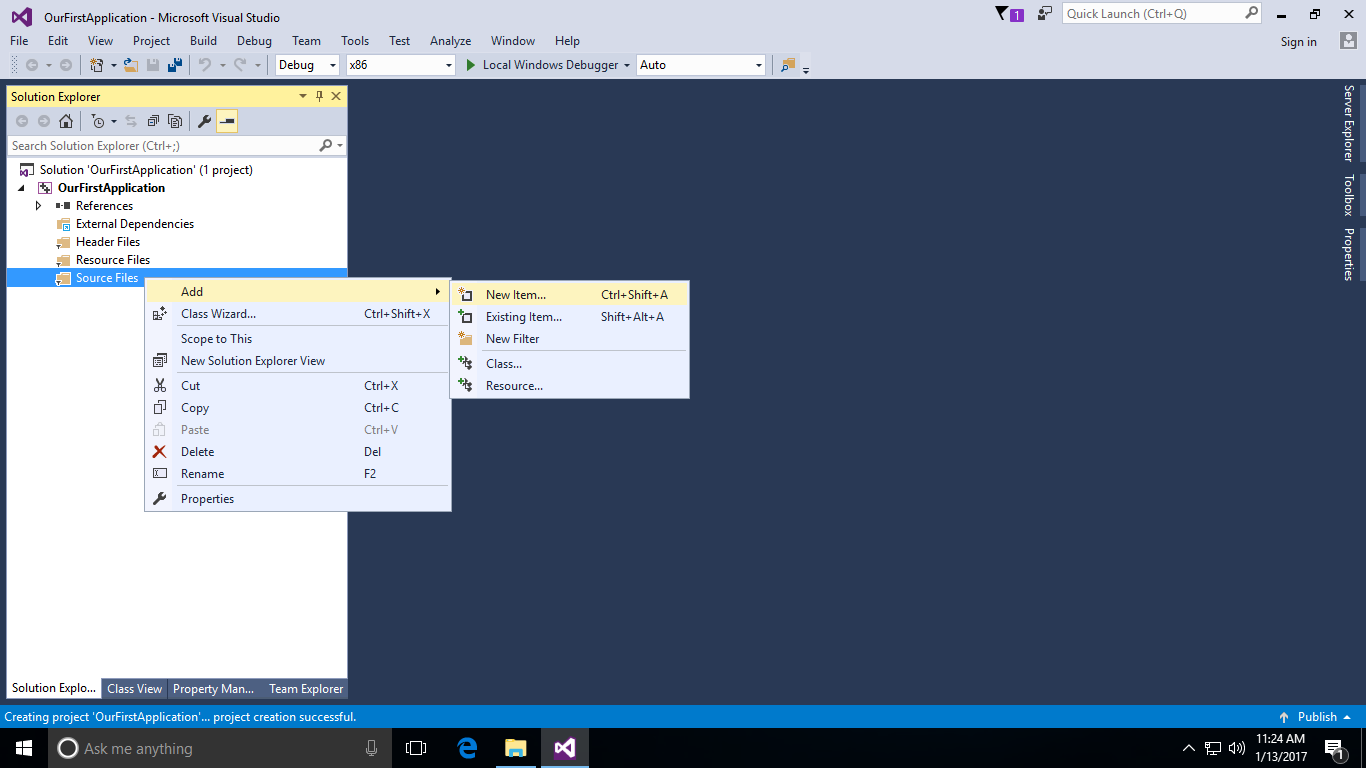 OurFirstApplication - Microsoft Visual Studio
1
Quick Launch (Ctrl+Q)
File Edit View Project Build Debug Team Tools Test Analyze Window Help
Sign in
Debug x86 Local Windows Debugger Auto
Solution Explorer
Search Solution Explorer (Ctrl+;)
Solution 'OurFirstApplication' (1 project)
OurFirstApplication
References
External Dependencies
Header Files
Resource Files
Source Files
Add
Class Wizard... Ctrl+Shift+X
Scope to This
New Solution Explorer View
Cut Ctrl+X
Copy Ctrl+C
Paste Ctrl+V
Delete Del
Rename F2
Properties
New Item... Ctrl+Shift+A
Existing Item... Shift+Alt+A
New Filter
Class...
Resource...
Server Explorer
Toolbox
Properties
Solution Explo... Class View Property Man... Team Explorer
Creating project 'OurFirstApplication'... project creation successful.
Publish
Ask me anything
11:24 AM
1/13/2017
1